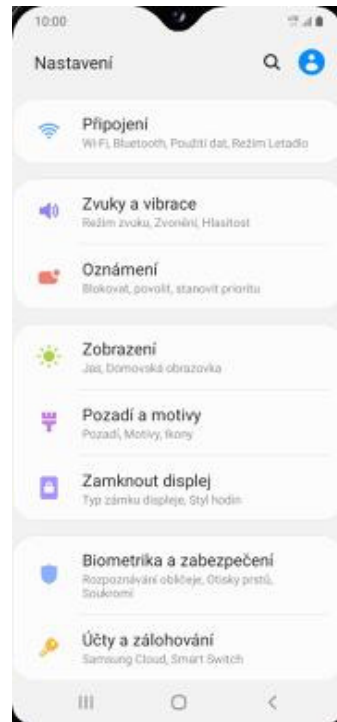 10:00
Nastavení
Připojení
Wi-Fi, Bluetooth, Použití dat, Režim Letadlo
Zvuky a vibrace
Režim zvuku, Zvonění, Hlasitost
Oznámení
Blokovat, povolit, stanovit prioritu
Zobrazení
Jas, Domovská obrazovka
Pozadí a motivy
Pozadí, Motivy, Ikony
Zamknout displej
Typ zámku displeje, Styl hodin
Biometrika a zabezpečení
Rozpoznávání obličeje, Otisky prstů,
Soukromí
Účty a zálohování
Samsung Cloud, Smart Switch